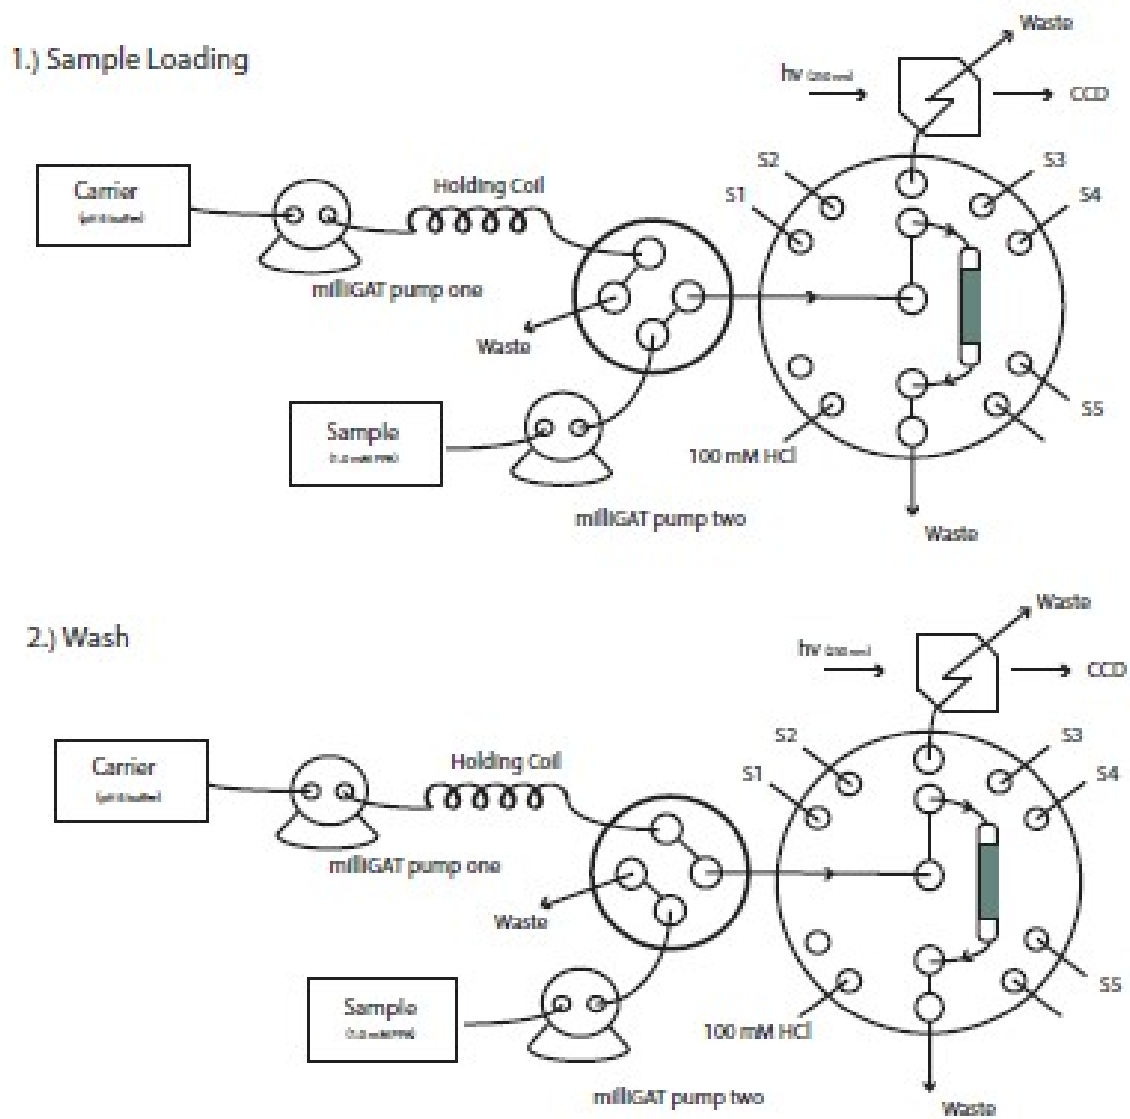 1.) Sample Loading
Waste
hv
CCD
S2
S3
S1
S4
Carrier
Holding Coil
milliGAT pump one
Waste
Sample
S5
100 mM HCl
milliGAT pump two
Waste
2.) Wash
Waste
hv
CCD
S2
S3
S1
S4
Carrier
Holding Coil
milliGAT pump one
Waste
Sample
S5
100 mM HCl
milliGAT pump two
Waste